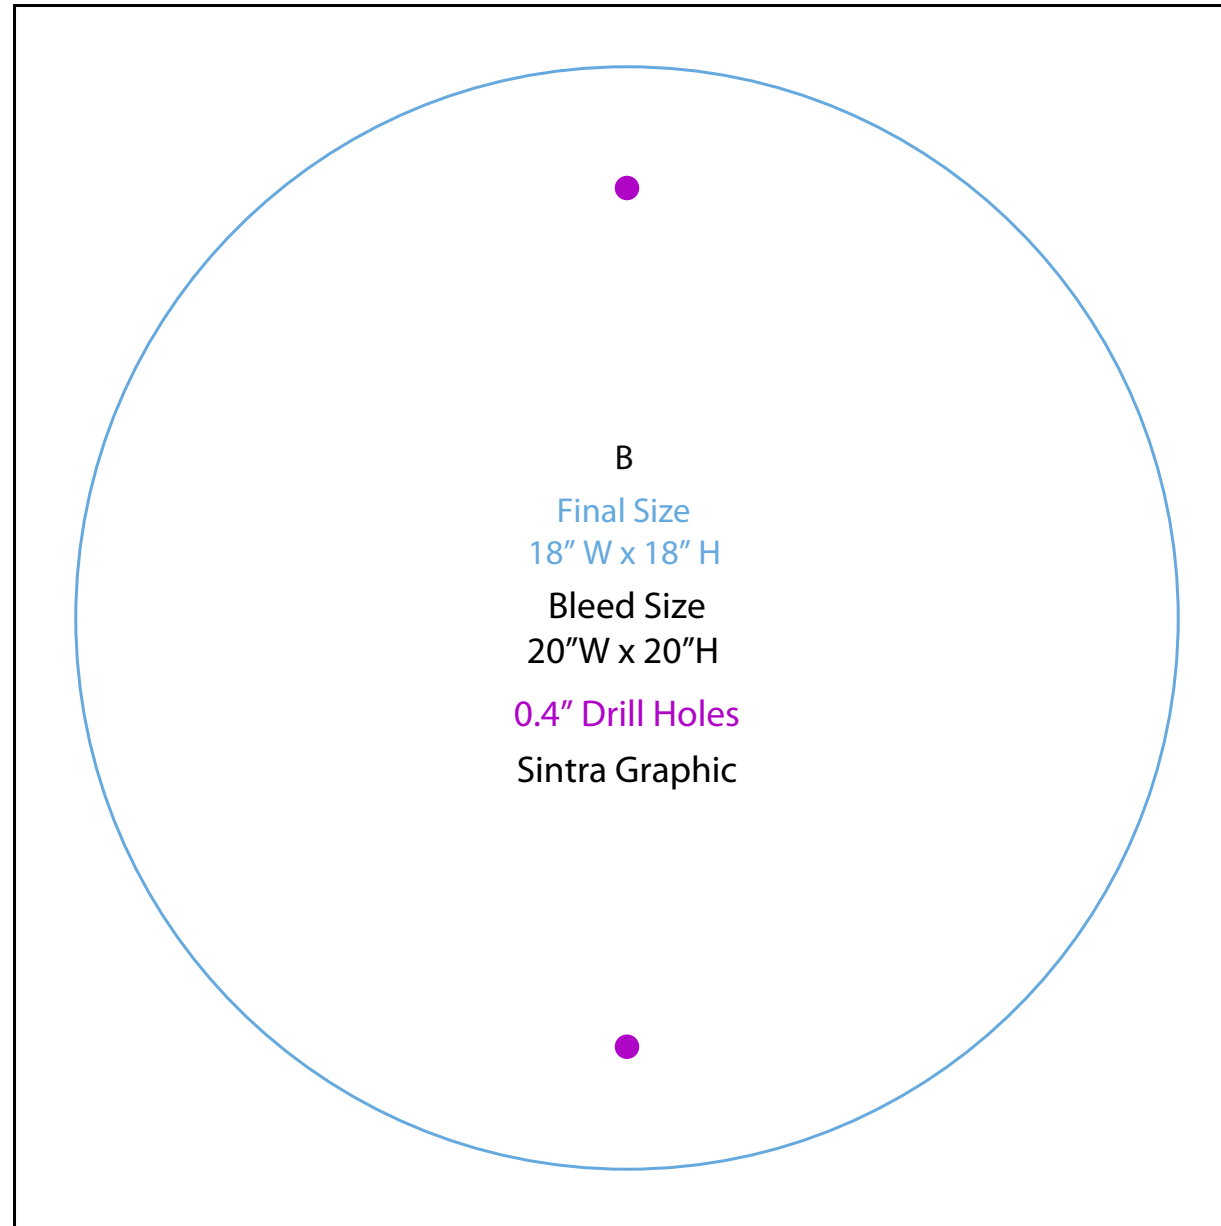 B
Final Size
18” W x 18” H
Bleed Size
20”W x 20”H
0.4” Drill Holes
Sintra Graphic